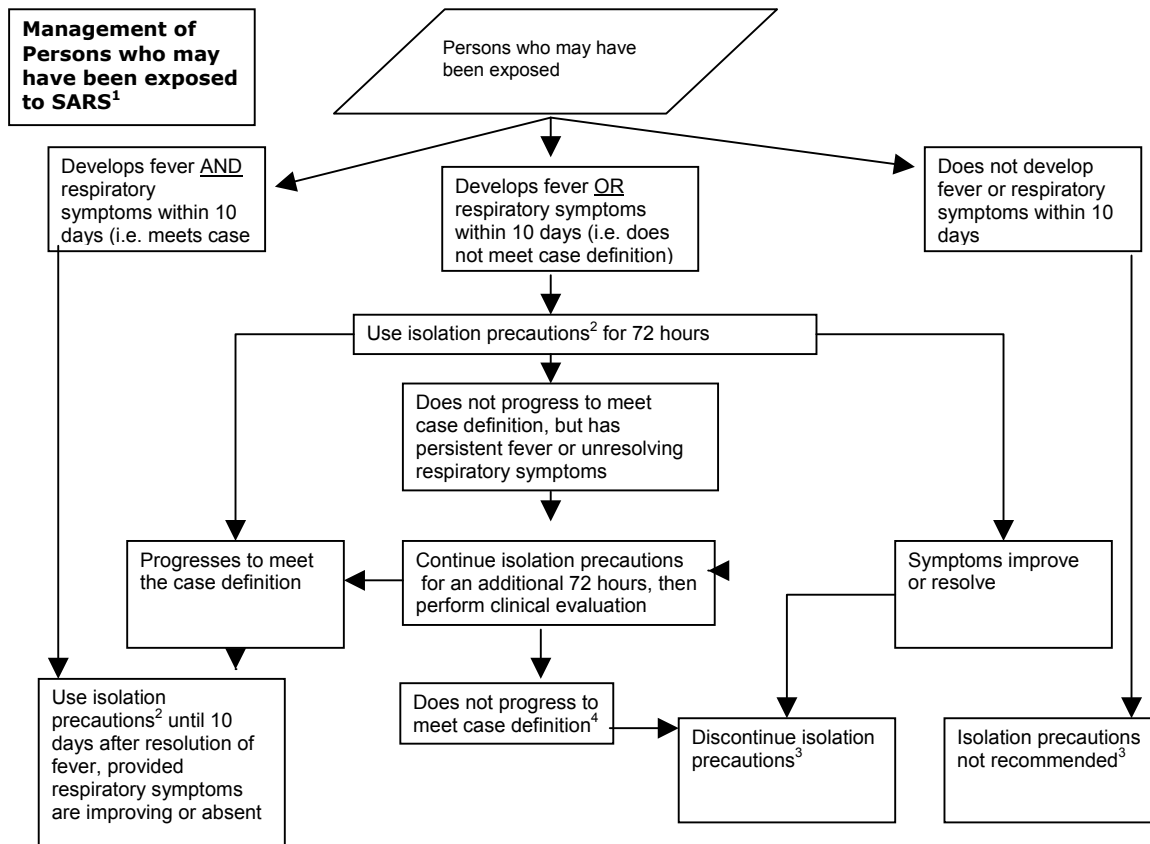 Management of
Persons who may
have been exposed
to SARS¹
Persons who may have
been exposed
Develops fever AND
respiratory
symptoms within 10
days (i.e. meets case
Develops fever OR
respiratory symptoms
within 10 days (i.e. does
not meet case definition)
Does not develop
fever or respiratory
symptoms within 10
days
Use isolation precautions² for 72 hours
Does not progress to meet
case definition, but has
persistent fever or unresolving
respiratory symptoms
Progresses to meet
the case definition
Continue isolation precautions
for an additional 72 hours, then
perform clinical evaluation
Symptoms improve
or resolve
Use isolation
precautions² until 10
days after resolution of
fever, provided
respiratory symptoms
are improving or absent
Does not progress to
meet case definition⁴
Discontinue isolation
precautions³
Isolation precautions
not recommended³